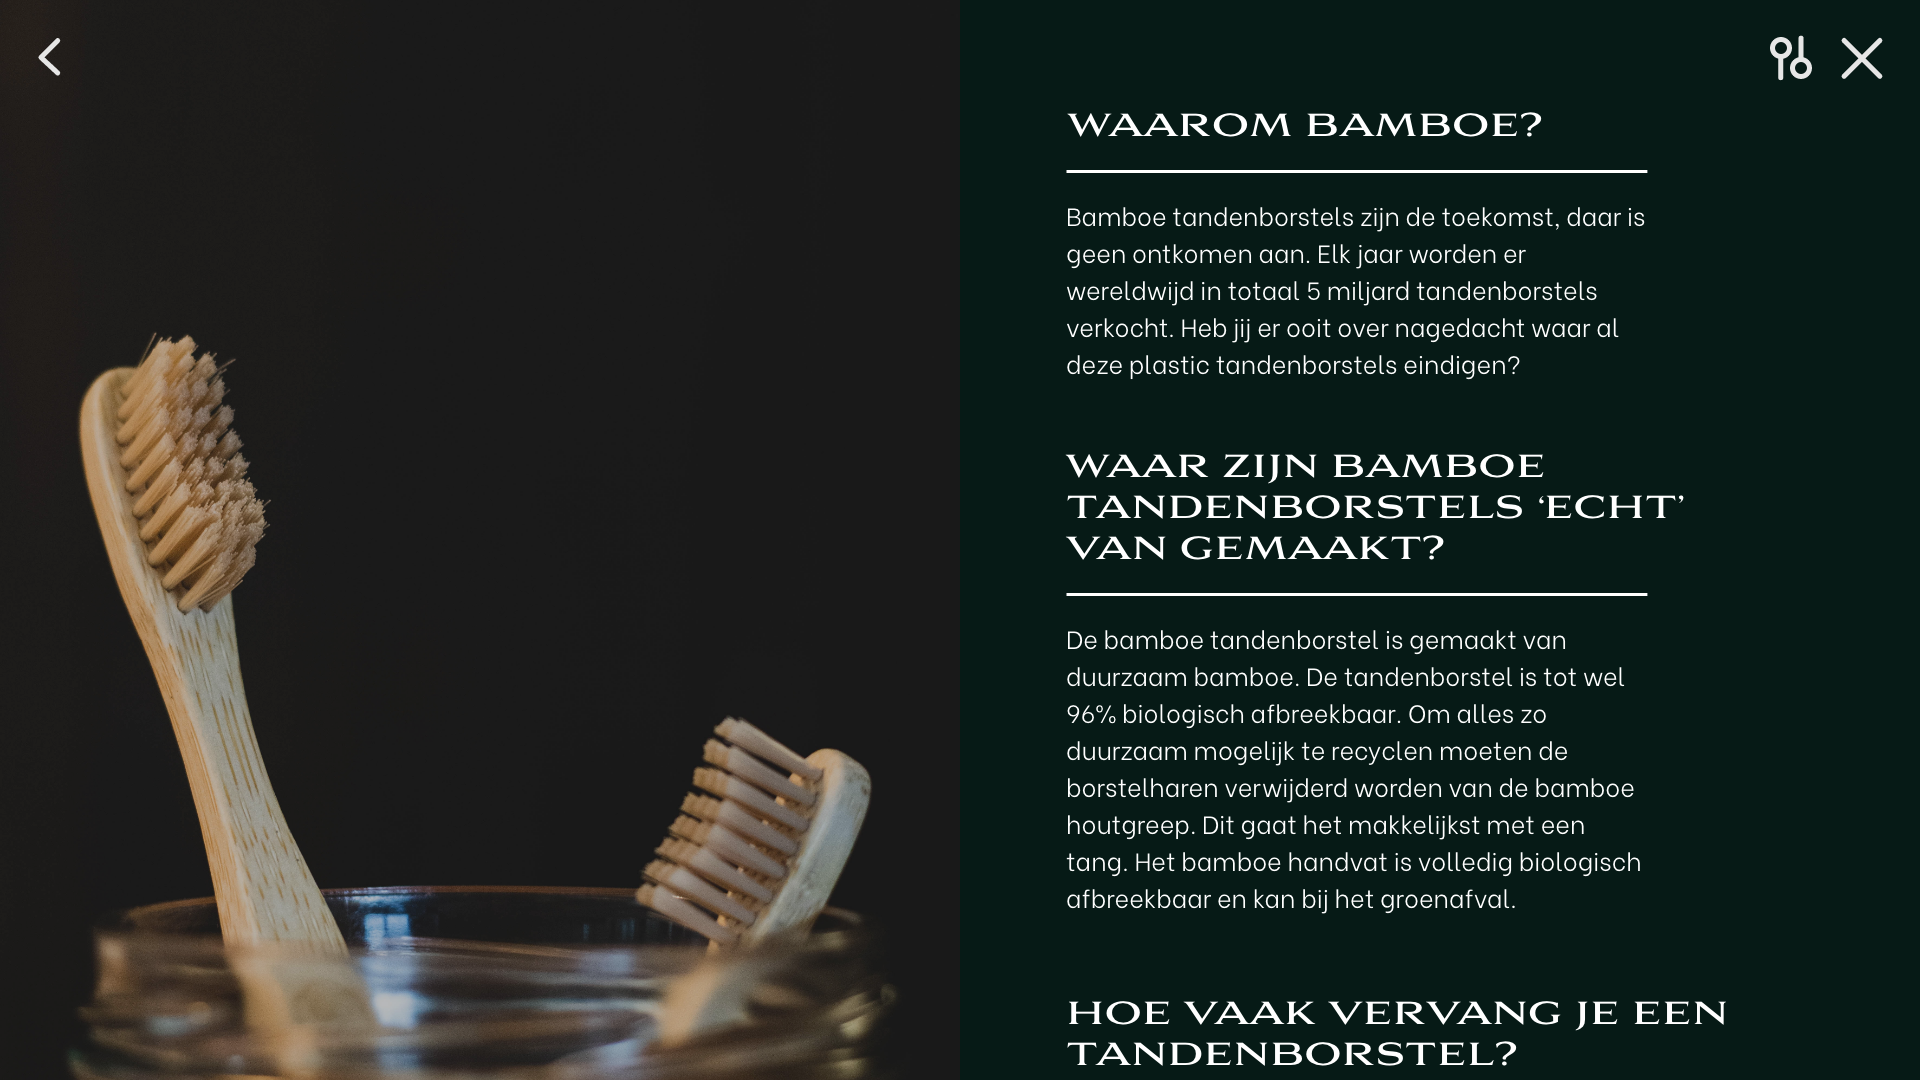 WAAROM BAMBOE?
Bamboe tandenborstels zijn de toekomst, daar is
geen ontkomen aan. Elk jaar worden er
wereldwijd in totaal 5 miljard tandenborstels
verkocht. Heb jij er ooit over nagedacht waar al
deze plastic tandenborstels eindigen?
WAAR ZIJN BAMBOE
TANDENBORSTELS ‘ECHT’
VAN GEMAAKT?
De bamboe tandenborstel is gemaakt van
duurzaam bamboe. De tandenborstel is tot wel
96% biologisch afbreekbaar. Om alles zo
duurzaam mogelijk te recyclen moeten de
borstelharen verwijderd worden van de bamboe
houtgreep. Dit gaat het makkelijkst met een
tang. Het bamboe handvat is volledig biologisch
afbreekbaar en kan bij het groenafval.
HOE VAAK VERVANG JE EEN
TANDENBORSTEL?